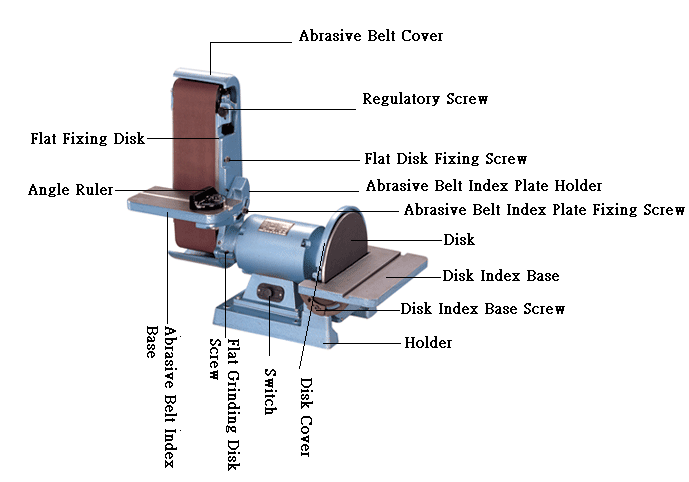 Abrasive Belt Cover
Regulatory Screw
Flat Fixing Disk
Flat Disk Fixing Screw
Angle Ruler
Abrasive Belt Index Plate Holder
Abrasive Belt Index Plate Fixing Screw
Disk
Disk Index Base
Disk Index Base Screw
Holder
Abrasive Belt Index
Base
Flat Grinding Disk
Screw
Switch
Disk Cover